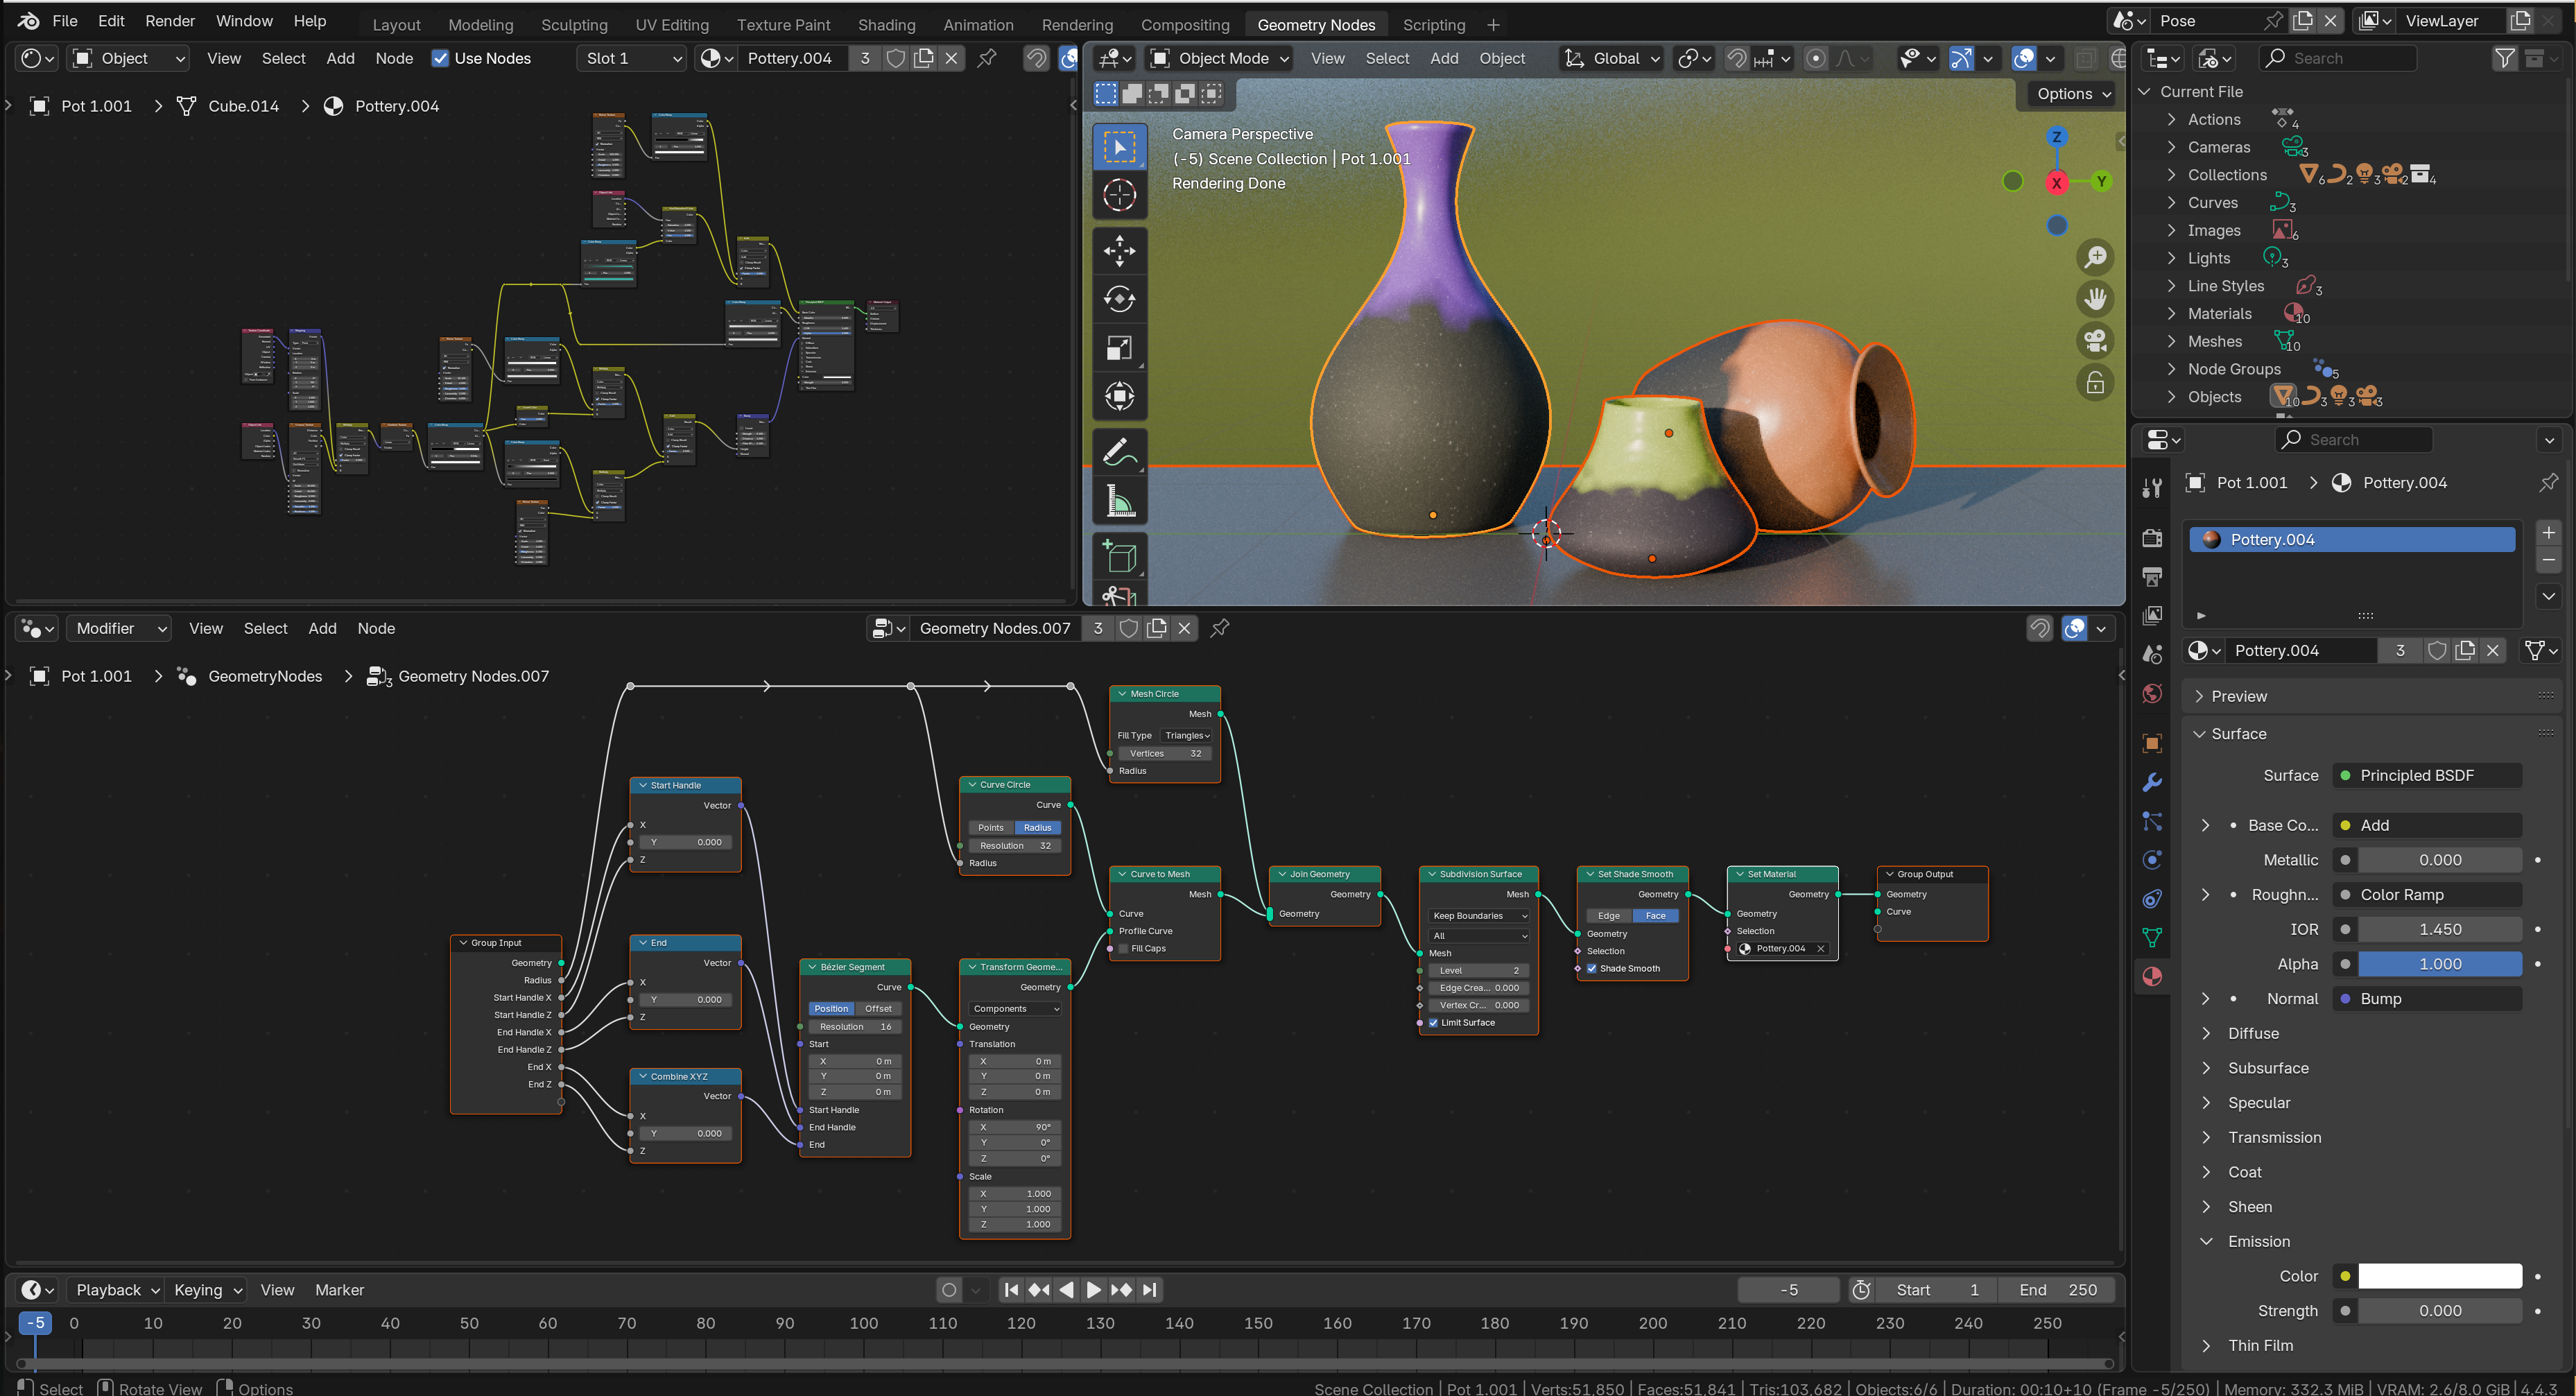 File Edit Render Window Help
Layout Modeling Sculpting UV Editing Texture Paint Shading Animation Rendering Compositing Geometry Nodes Scripting +
Pose
ViewLayer
Object View Select Add Node Use Nodes Slot 1 Pottery.004 3
Pot 1.001 > Cube.014 > Pottery.004
Object Mode View Select Add Object Global
Options
Camera Perspective
(-5) Scene Collection | Pot 1.001
Rendering Done
Z
X
Y
Search
Current File
Actions 4
Cameras 3
Collections 6 2 3 2 4
Curves 3
Images 6
Lights 3
Line Styles 3
Materials 10
Meshes 10
Node Groups 5
Objects 10 3 3 3
Search
Pot 1.001 > Pottery.004
Pottery.004
Pottery.004 3
Preview
Surface
Surface Principled BSDF
Base Co... Add
Metallic 0.000
Roughn... Color Ramp
IOR 1.450
Alpha 1.000
Normal Bump
Diffuse
Subsurface
Specular
Transmission
Coat
Sheen
Emission
Color
Strength 0.000
Thin Film
Modifier View Select Add Node Geometry Nodes.007 3
Pot 1.001 > GeometryNodes > 3 Geometry Nodes.007
Group Input
Geometry
Radius
Start Handle X
Start Handle Z
End Handle X
End Handle Z
End X
End Z
Start Handle
Vector
X
Y 0.000
Z
End
Vector
X
Y 0.000
Z
Combine XYZ
Vector
X
Y 0.000
Z
Bézier Segment
Curve
Position Offset
Resolution 16
Start
X 0 m
Y 0 m
Z 0 m
Start Handle
End Handle
End
Curve Circle
Curve
Points Radius
Resolution 32
Radius
Transform Geome...
Geometry
Components
Geometry
Translation
X 0 m
Y 0 m
Z 0 m
Rotation
X 90°
Y 0°
Z 0°
Scale
X 1.000
Y 1.000
Z 1.000
Mesh Circle
Mesh
Fill Type Triangles
Vertices 32
Radius
Curve to Mesh
Mesh
Curve
Profile Curve
Fill Caps
Join Geometry
Geometry
Geometry
Subdivision Surface
Mesh
Keep Boundaries
All
Mesh
Level 2
Edge Crea... 0.000
Vertex Cr... 0.000
Limit Surface
Set Shade Smooth
Geometry
Edge Face
Geometry
Selection
Shade Smooth
Set Material
Geometry
Geometry
Selection
Pottery.004
Group Output
Geometry
Curve
Playback Keying View Marker -5 Start 1 End 250
-5 0 10 20 30 40 50 60 70 80 90 100 110 120 130 140 150 160 170 180 190 200 210 220 230 240 250
Select Rotate View Options
Scene Collection | Pot 1.001 | Verts:51,850 | Faces:51,841 | Tris:103,682 | Objects:6/6 | Duration: 00:10+10 (Frame -5/250) | Memory: 332.3 MiB | VRAM: 2.6/8.0 GiB | 4.4.3